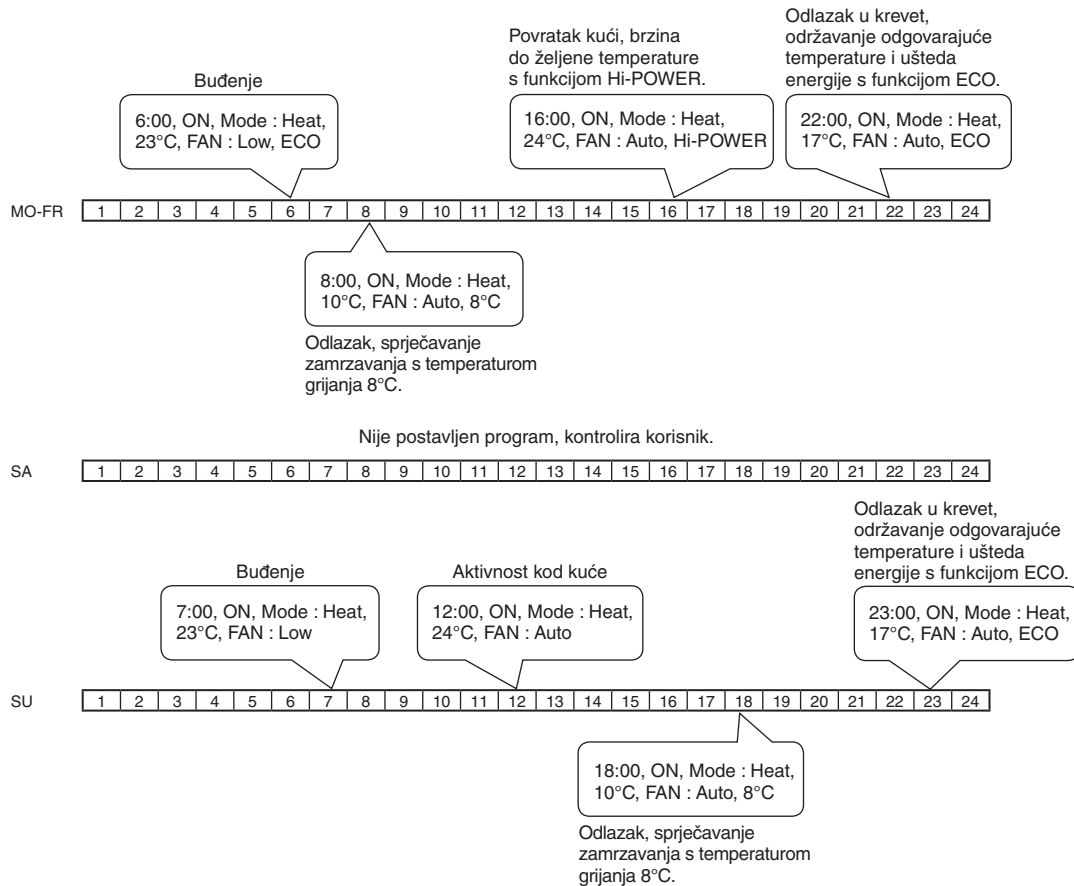 Buđenje
6:00, ON, Mode : Heat,
23°C, FAN : Low, ECO
Povratak kući, brzina
do željene temperature
s funkcijom Hi-POWER.
16:00, ON, Mode : Heat,
24°C, FAN : Auto, Hi-POWER
Odlazak u krevet,
održavanje odgovarajuće
temperature i ušteda
energije s funkcijom ECO.
22:00, ON, Mode : Heat,
17°C, FAN : Auto, ECO
MO-FR 1 2 3 4 5 6 7 8 9 10 11 12 13 14 15 16 17 18 19 20 21 22 23 24
8:00, ON, Mode : Heat,
10°C, FAN : Auto, 8°C
Odlazak, sprječavanje
zamrzavanja s temperaturom
grijanja 8°C.
Nije postavljen program, kontrolira korisnik.
SA 1 2 3 4 5 6 7 8 9 10 11 12 13 14 15 16 17 18 19 20 21 22 23 24
Buđenje
7:00, ON, Mode : Heat,
23°C, FAN : Low
Aktivnost kod kuće
12:00, ON, Mode : Heat,
24°C, FAN : Auto
Odlazak u krevet,
održavanje odgovarajuće
temperature i ušteda
energije s funkcijom ECO.
23:00, ON, Mode : Heat,
17°C, FAN : Auto, ECO
SU 1 2 3 4 5 6 7 8 9 10 11 12 13 14 15 16 17 18 19 20 21 22 23 24
18:00, ON, Mode : Heat,
10°C, FAN : Auto, 8°C
Odlazak, sprječavanje
zamrzavanja s temperaturom
grijanja 8°C.